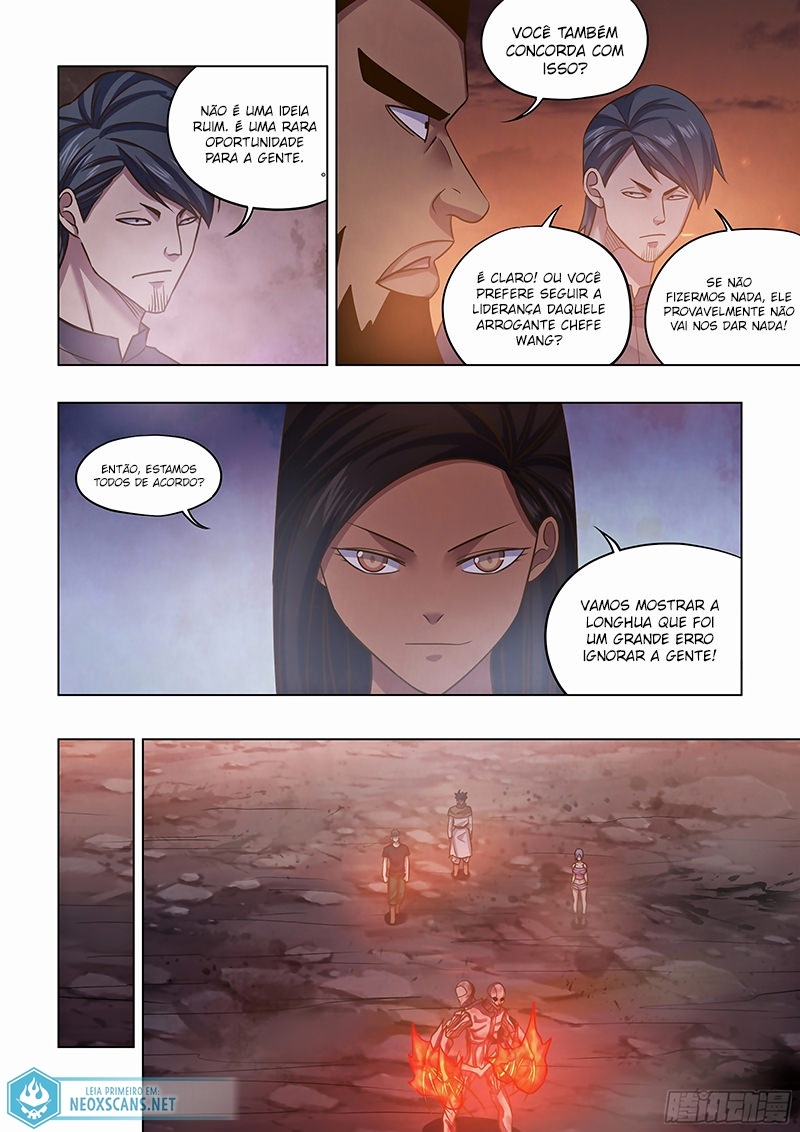 NÃO É UMA IDEIA
RUIM. É UMA RARA
OPORTUNIDADE
PARA A GENTE.
VOCÊ TAMBÉM
CONCORDA COM
ISSO?
É CLARO! OU VOCÊ
PREFERE SEGUIR A
LIDERANÇA DAQUELE
ARROGANTE CHEFE
WANG?
SE NÃO
FIZERMOS NADA, ELE
PROVAVELMENTE NÃO
VAI NOS DAR NADA!
ENTÃO, ESTAMOS
TODOS DE ACORDO?
VAMOS MOSTRAR A
LONGHUA QUE FOI
UM GRANDE ERRO
IGNORAR A GENTE!
LEIA PRIMEIRO EM:
NEOXSCANS.NET
腾讯动漫